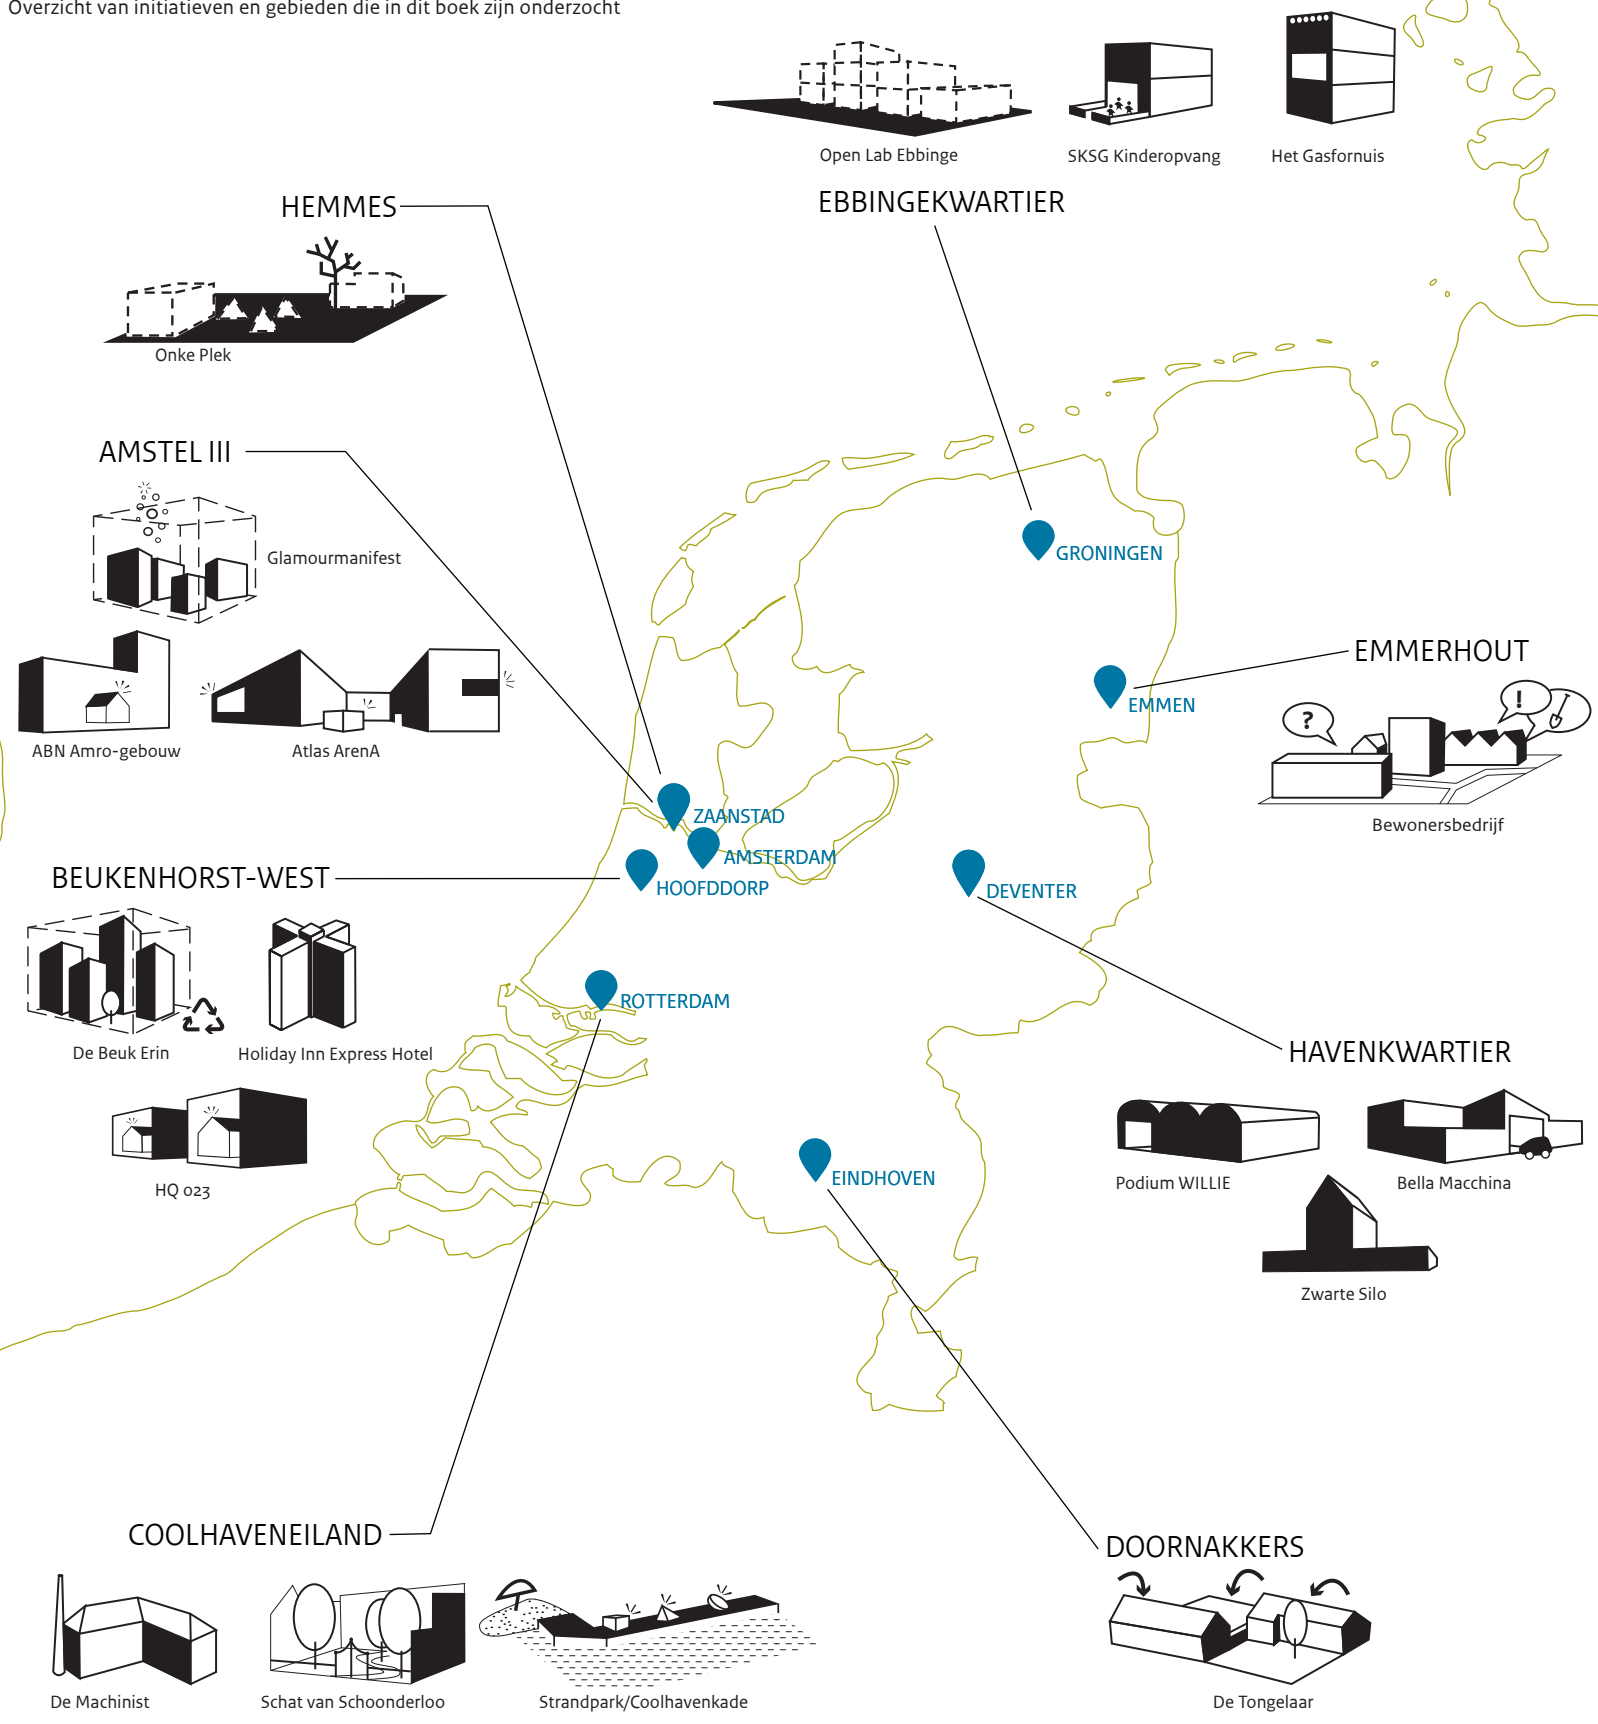 Overzicht van initiatieven en gebieden die in dit boek zijn onderzocht
Open Lab Ebbinge
SKSG Kinderopvang
Het Gasfornuis
EBBINGEKWARTIER
HEMMES
Onke Plek
AMSTEL III
Glamourmanifest
ABN Amro-gebouw
Atlas ArenA
GRONINGEN
EMMERHOUT
EMMEN
?
!
Bewonersbedrijf
ZAANSTAD
AMSTERDAM
HOOFDDORP
DEVENTER
BEUKENHORST-WEST
De Beuk Erin
Holiday Inn Express Hotel
HQ 023
ROTTERDAM
HAVENKWARTIER
Podium WILLIE
Bella Macchina
Zwarte Silo
EINDHOVEN
COOLHAVENEILAND
De Machinist
Schat van Schoonderloo
Strandpark/Coolhavenkade
DOORNAKKERS
De Tongelaar